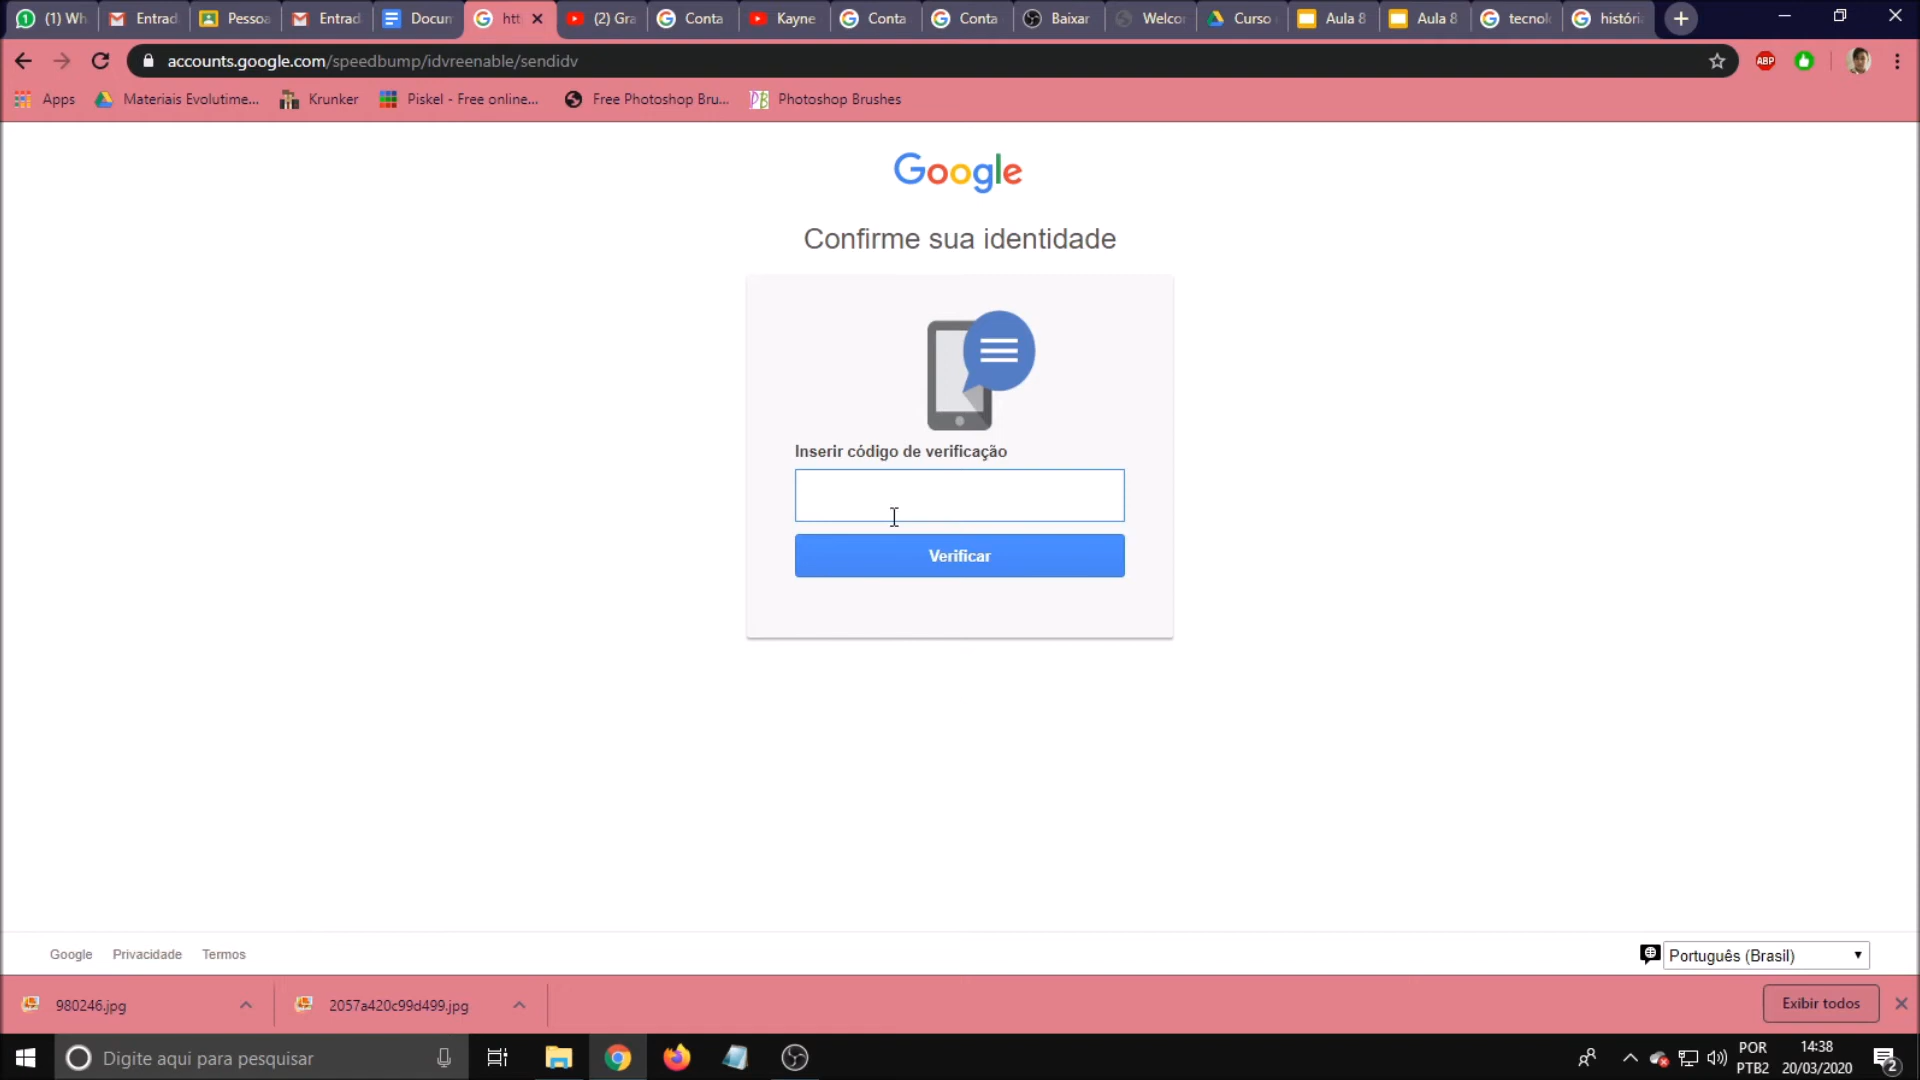 (1) Wh
Entrad
Pessoa
Entrad
Docum
htt
(2) Gra
Conta
Kayne
Conta
Conta
Baixar
Welco
Curso
Aula 8
Aula 8
tecnol
históri
accounts.google.com/speedbump/idvreenable/sendidv
ABP
Apps
Materiais Evolutime...
Krunker
Piskel - Free online...
Free Photoshop Bru...
PB
Photoshop Brushes
Google
Confirme sua identidade
Inserir código de verificação
Verificar
Google
Privacidade
Termos
Português (Brasil)
980246.jpg
2057a420c99d499.jpg
Exibir todos
Digite aqui para pesquisar
POR
PTB2
14:38
20/03/2020
2